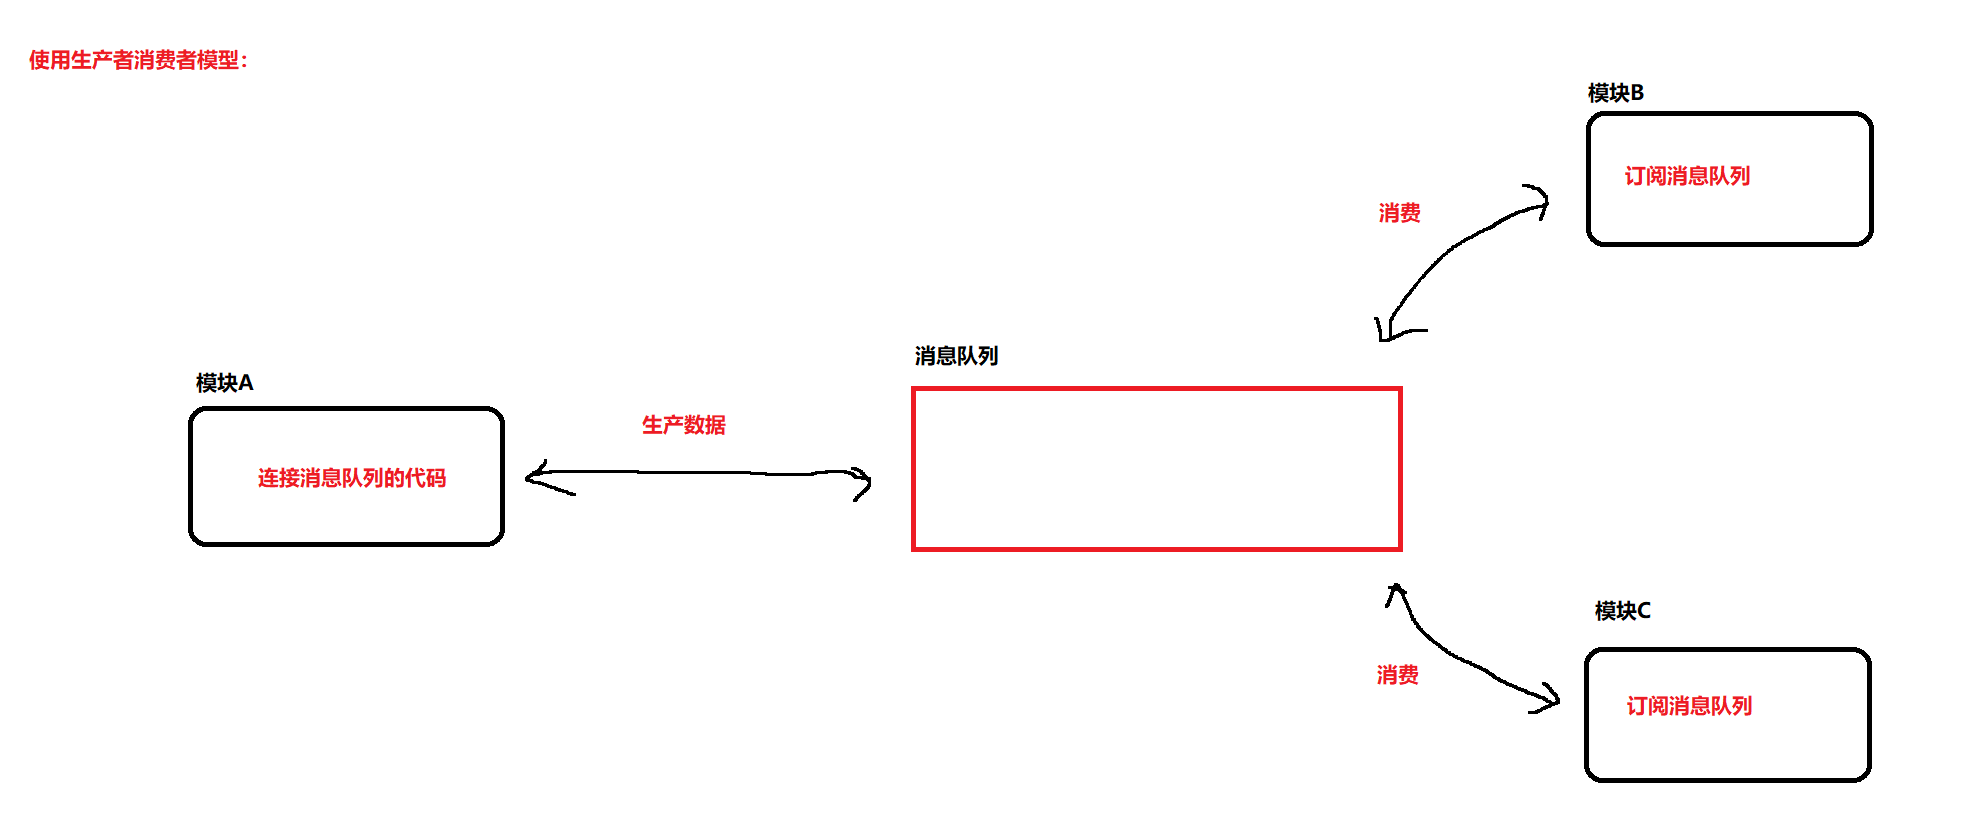 使用生产者消费者模型：
模块B
订阅消息队列
消费
消息队列
模块A
生产数据
连接消息队列的代码
模块C
消费
订阅消息队列